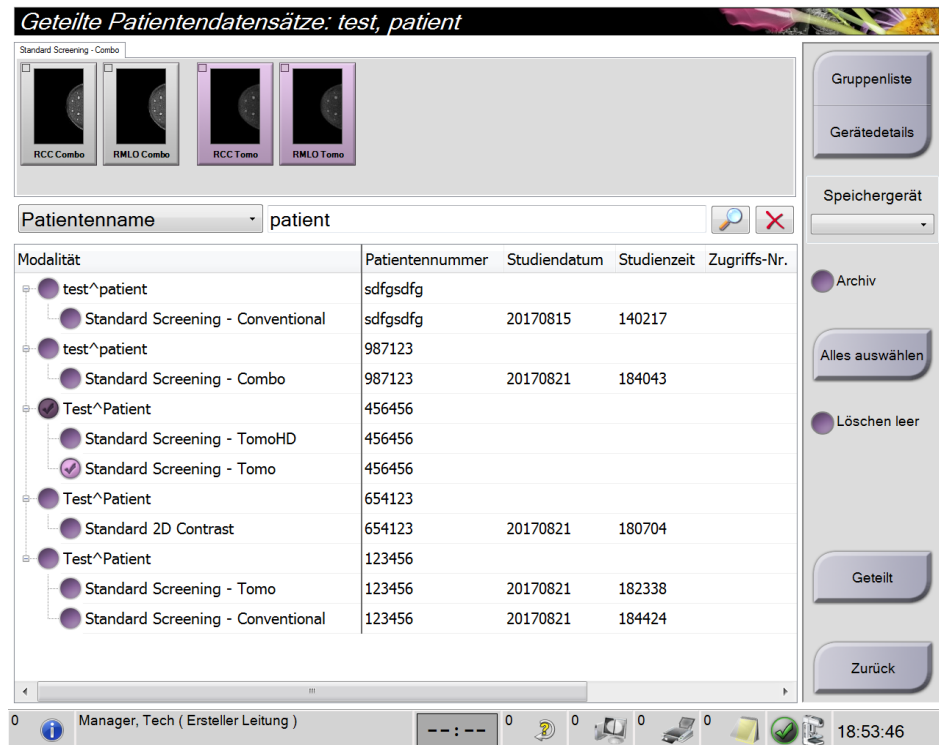 Geteilte Patientendatensätze: test, patient
Standard Screening - Combo
RCC Combo RMLO Combo RCC Tomo RMLO Tomo
Gruppenliste
Gerätedetails
Speichergerät
Patientenname patient
Modalität Patientennummer Studiendatum Studienzeit Zugriffs-Nr.
test^patient sdfgsdfg
Archiv
Standard Screening - Conventional sdfgsdfg 20170815 140217
test^patient 987123
Alles auswählen
Standard Screening - Combo 987123 20170821 184043
Test^Patient 456456
Löschen leer
Standard Screening - TomoHD 456456
Standard Screening - Tomo 456456
Test^Patient 654123
Standard 2D Contrast 654123 20170821 180704
Test^Patient 123456
Geteilt
Standard Screening - Tomo 123456 20170821 182338
Standard Screening - Conventional 123456 20170821 184424
Zurück
0 Manager, Tech ( Ersteller Leitung ) --:-- 0 0 0 0 18:53:46